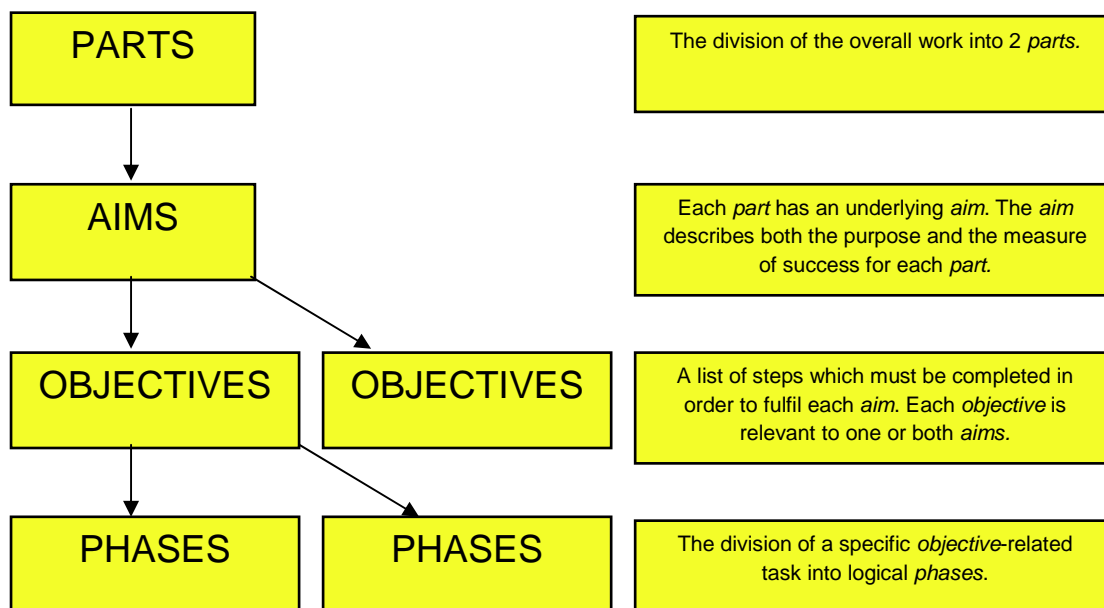 PARTS
The division of the overall work into 2 parts.
AIMS
Each part has an underlying aim. The aim
describes both the purpose and the measure
of success for each part.
OBJECTIVES
OBJECTIVES
A list of steps which must be completed in
order to fulfil each aim. Each objective is
relevant to one or both aims.
PHASES
PHASES
The division of a specific objective-related
task into logical phases.